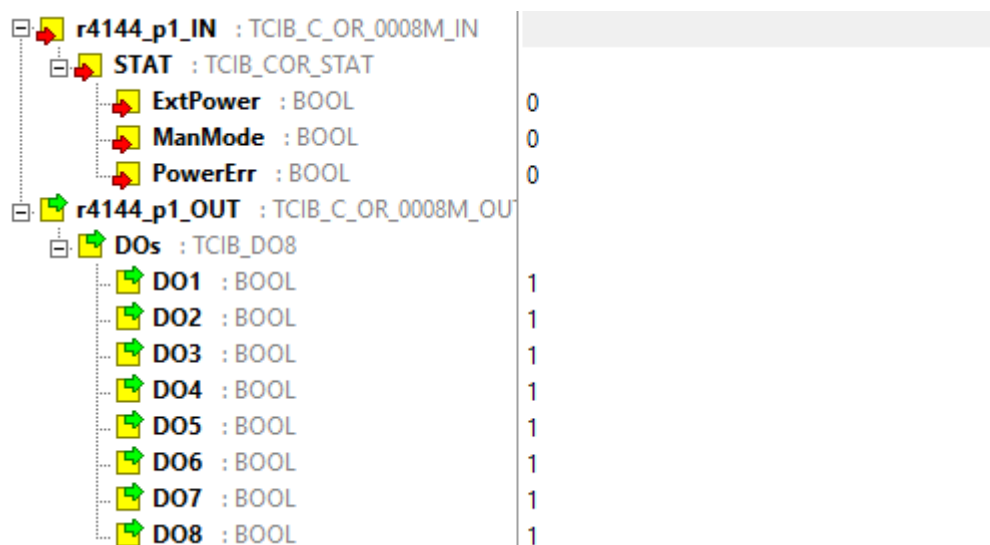 r4144_p1_IN : TCIB_C_OR_0008M_IN
STAT : TCIB_COR_STAT
ExtPower : BOOL 0
ManMode : BOOL 0
PowerErr : BOOL 0
r4144_p1_OUT : TCIB_C_OR_0008M_OU
DOs : TCIB_DO8
DO1 : BOOL 1
DO2 : BOOL 1
DO3 : BOOL 1
DO4 : BOOL 1
DO5 : BOOL 1
DO6 : BOOL 1
DO7 : BOOL 1
DO8 : BOOL 1